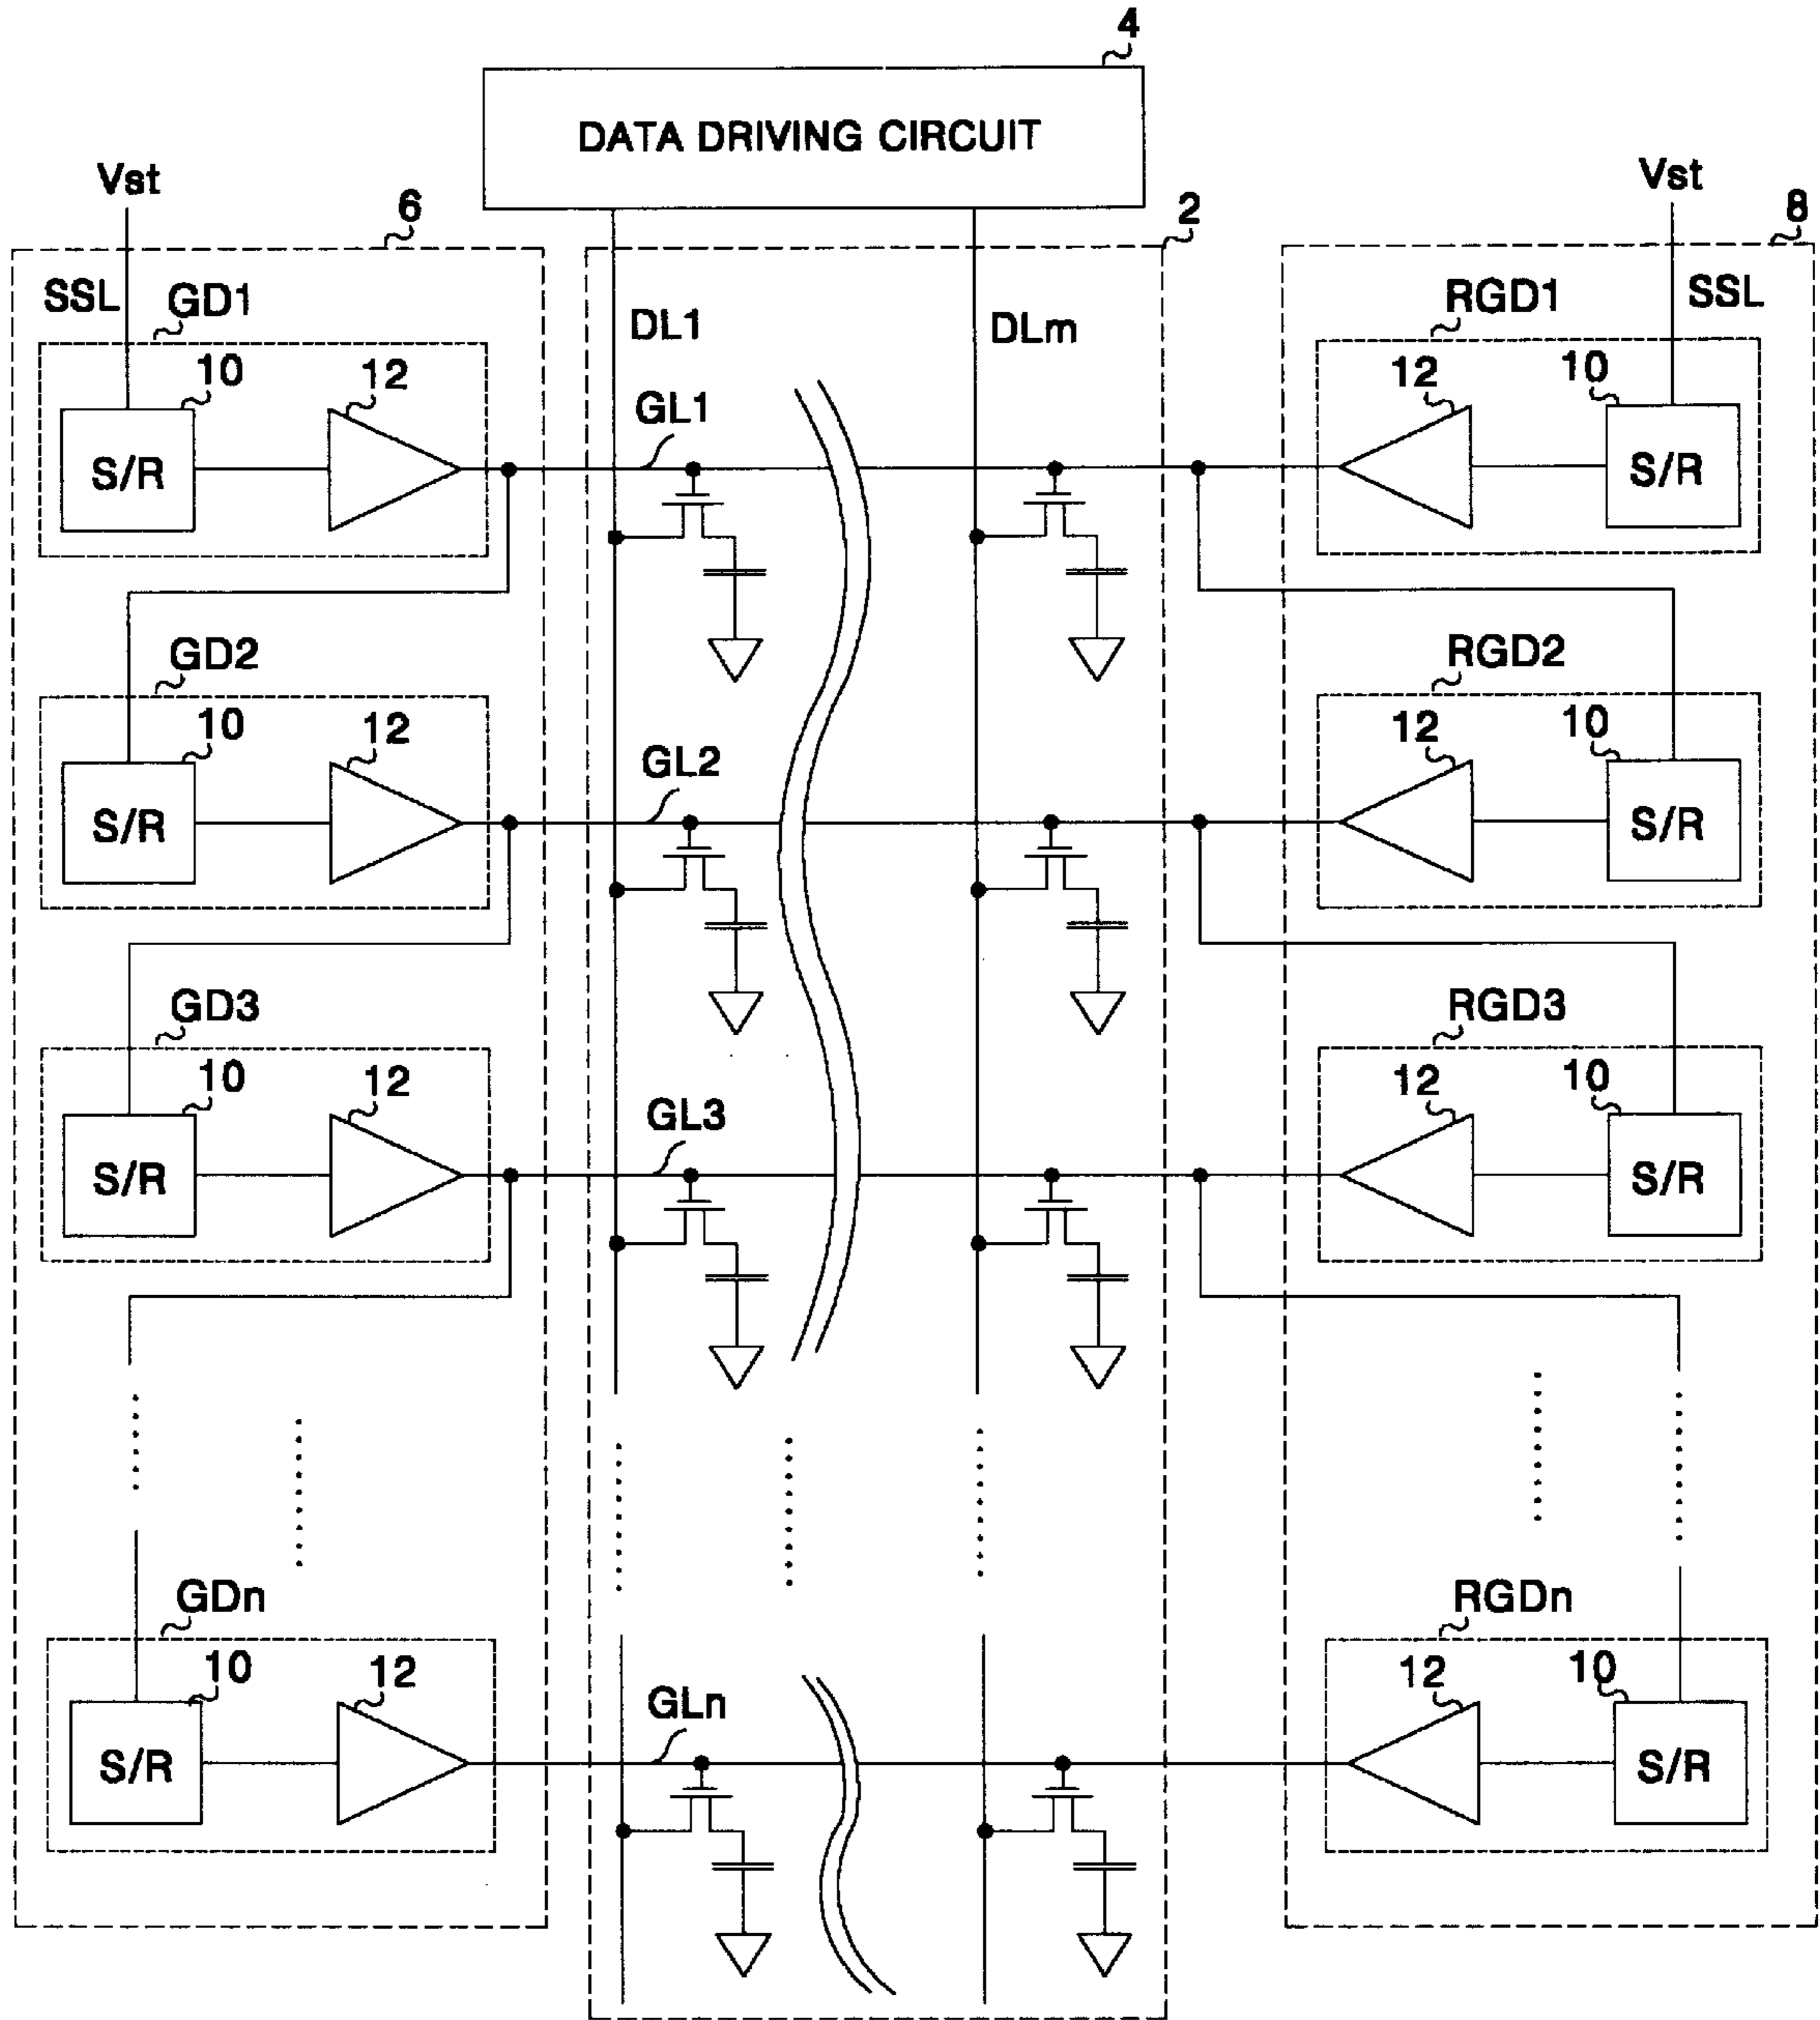 4
DATA DRIVING CIRCUIT
Vst
Vst
6
2
8
SSL
GD1
DL1
DLm
RGD1
SSL
10
12
GL1
12
10
S/R
S/R
GD2
RGD2
10
12
GL2
12
10
S/R
S/R
GD3
RGD3
10
12
GL3
12
10
S/R
S/R
GDn
RGDn
10
12
GLn
12
10
S/R
S/R